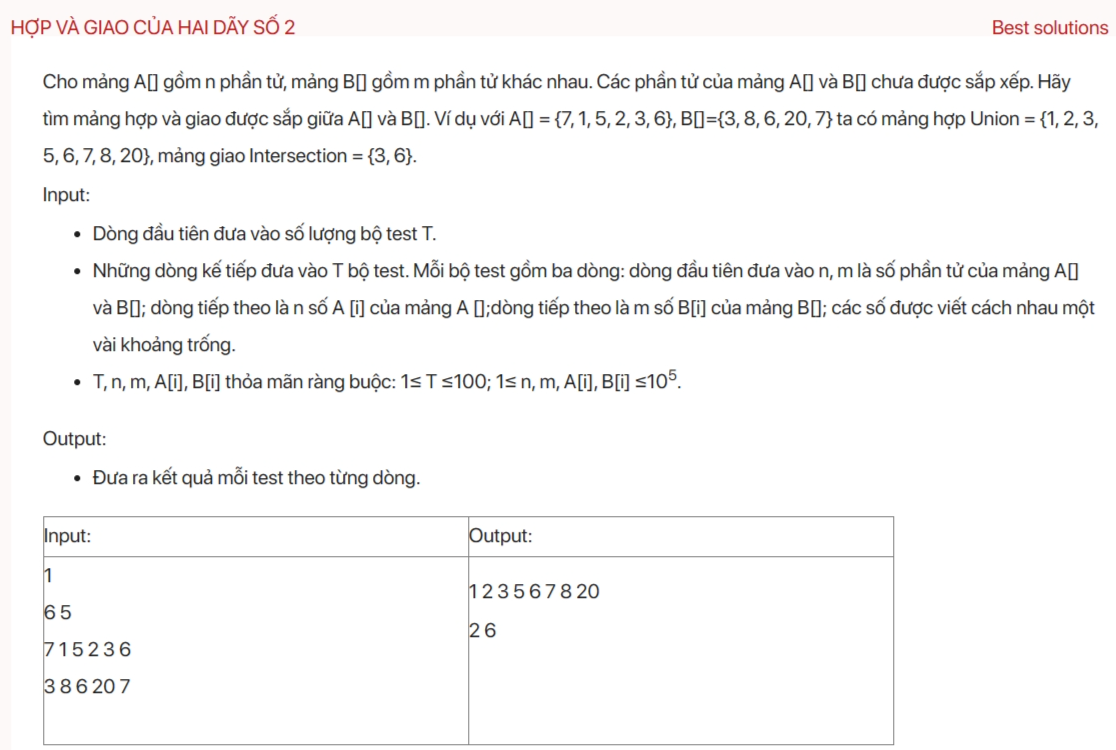 HỢP VÀ GIAO CỦA HAI DÃY SỐ 2
Best solutions
Cho mảng A[] gồm n phần tử, mảng B[] gồm m phần tử khác nhau. Các phần tử của mảng A[] và B[] chưa được sắp xếp. Hãy
tìm mảng hợp và giao được sắp giữa A[] và B[]. Ví dụ với A[] = {7, 1, 5, 2, 3, 6}, B[]={3, 8, 6, 20, 7} ta có mảng hợp Union = {1, 2, 3,
5, 6, 7, 8, 20}, mảng giao Intersection = {3, 6}.
Input:
• Dòng đầu tiên đưa vào số lượng bộ test T.
• Những dòng kế tiếp đưa vào T bộ test. Mỗi bộ test gồm ba dòng: dòng đầu tiên đưa vào n, m là số phần tử của mảng A[]
và B[]; dòng tiếp theo là n số A [i] của mảng A [];dòng tiếp theo là m số B[i] của mảng B[]; các số được viết cách nhau một
vài khoảng trống.
• T, n, m, A[i], B[i] thỏa mãn ràng buộc: 1≤ T ≤100; 1≤ n, m, A[i], B[i] ≤10⁵.
Output:
• Đưa ra kết quả mỗi test theo từng dòng.
Input:
Output:
1
6 5
7 1 5 2 3 6
3 8 6 20 7
1 2 3 5 6 7 8 20
2 6